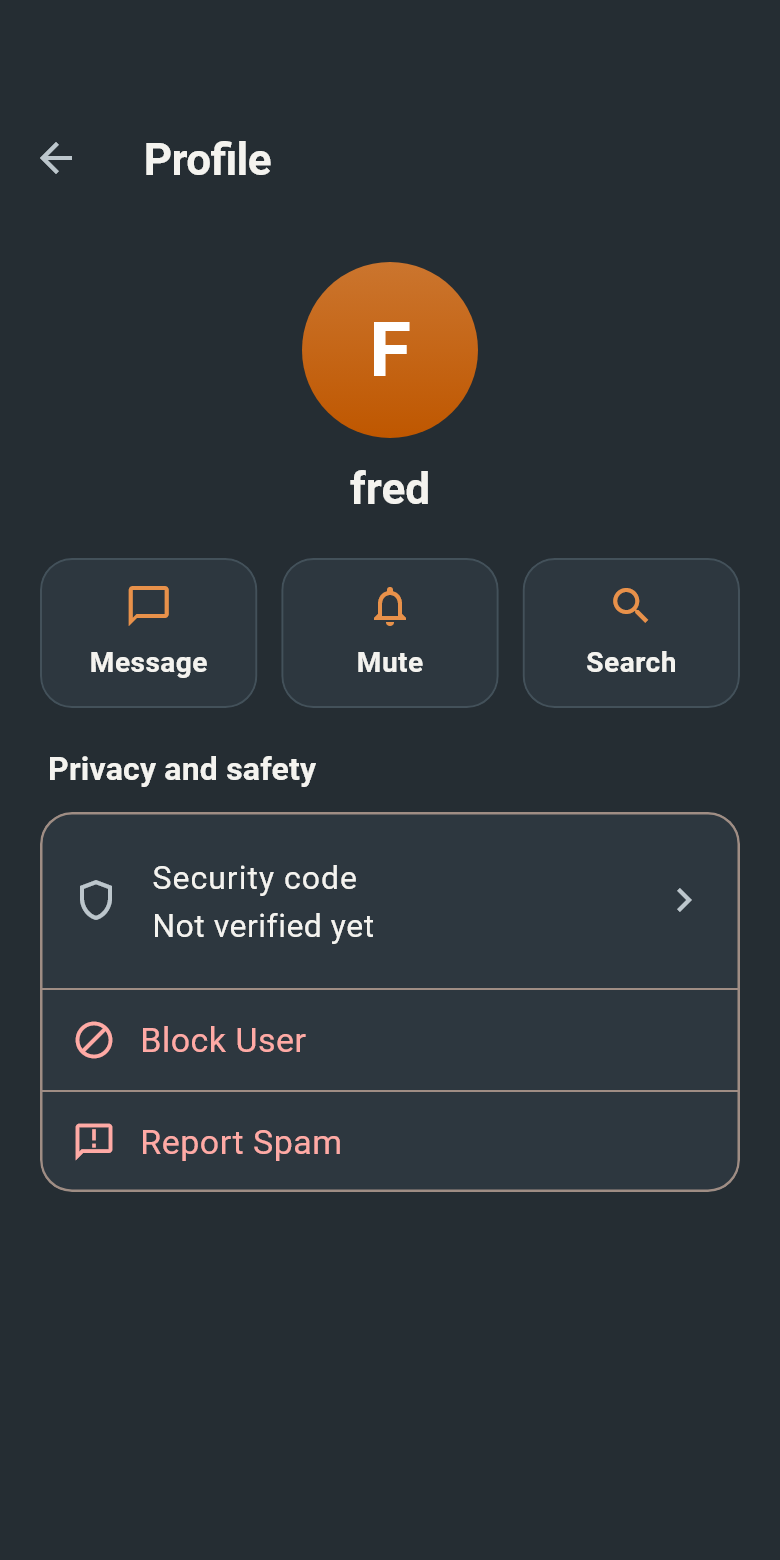 Profile
F
fred
Message
Mute
Search
Privacy and safety
Security code
Not verified yet
Block User
Report Spam